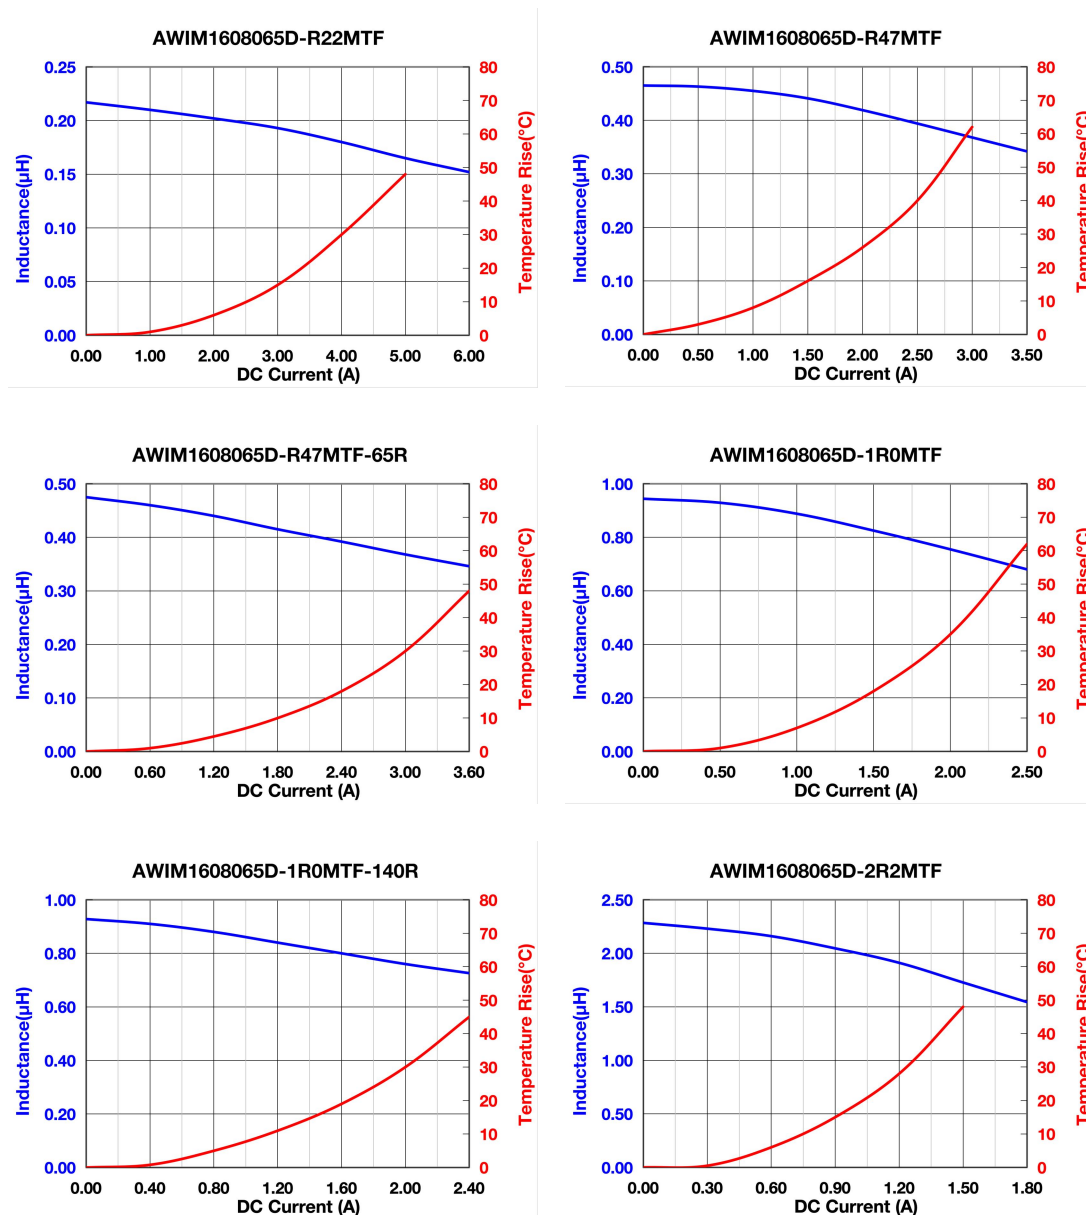 AWIM1608065D-R22MTF
0.25 80
70
0.20 60
50
0.15 40
0.10 30
20
0.05 10
0.00 0
Inductance(µH)
Temperature Rise(°C)
0.00 1.00 2.00 3.00 4.00 5.00 6.00
DC Current (A)
AWIM1608065D-R47MTF
0.50 80
70
0.40 60
50
0.30 40
0.20 30
20
0.10 10
0.00 0
Inductance(µH)
Temperature Rise(°C)
0.00 0.50 1.00 1.50 2.00 2.50 3.00 3.50
DC Current (A)
AWIM1608065D-R47MTF-65R
0.50 80
70
0.40 60
50
0.30 40
0.20 30
20
0.10 10
0.00 0
Inductance(µH)
Temperature Rise(°C)
0.00 0.60 1.20 1.80 2.40 3.00 3.60
DC Current (A)
AWIM1608065D-1R0MTF
1.00 80
70
0.80 60
50
0.60 40
0.40 30
20
0.20 10
0.00 0
Inductance(µH)
Temperature Rise(°C)
0.00 0.50 1.00 1.50 2.00 2.50
DC Current (A)
AWIM1608065D-1R0MTF-140R
1.00 80
70
0.80 60
50
0.60 40
0.40 30
20
0.20 10
0.00 0
Inductance(µH)
Temperature Rise(°C)
0.00 0.40 0.80 1.20 1.60 2.00 2.40
DC Current (A)
AWIM1608065D-2R2MTF
2.50 80
70
2.00 60
50
1.50 40
1.00 30
20
0.50 10
0.00 0
Inductance(µH)
Temperature Rise(°C)
0.00 0.30 0.60 0.90 1.20 1.50 1.80
DC Current (A)